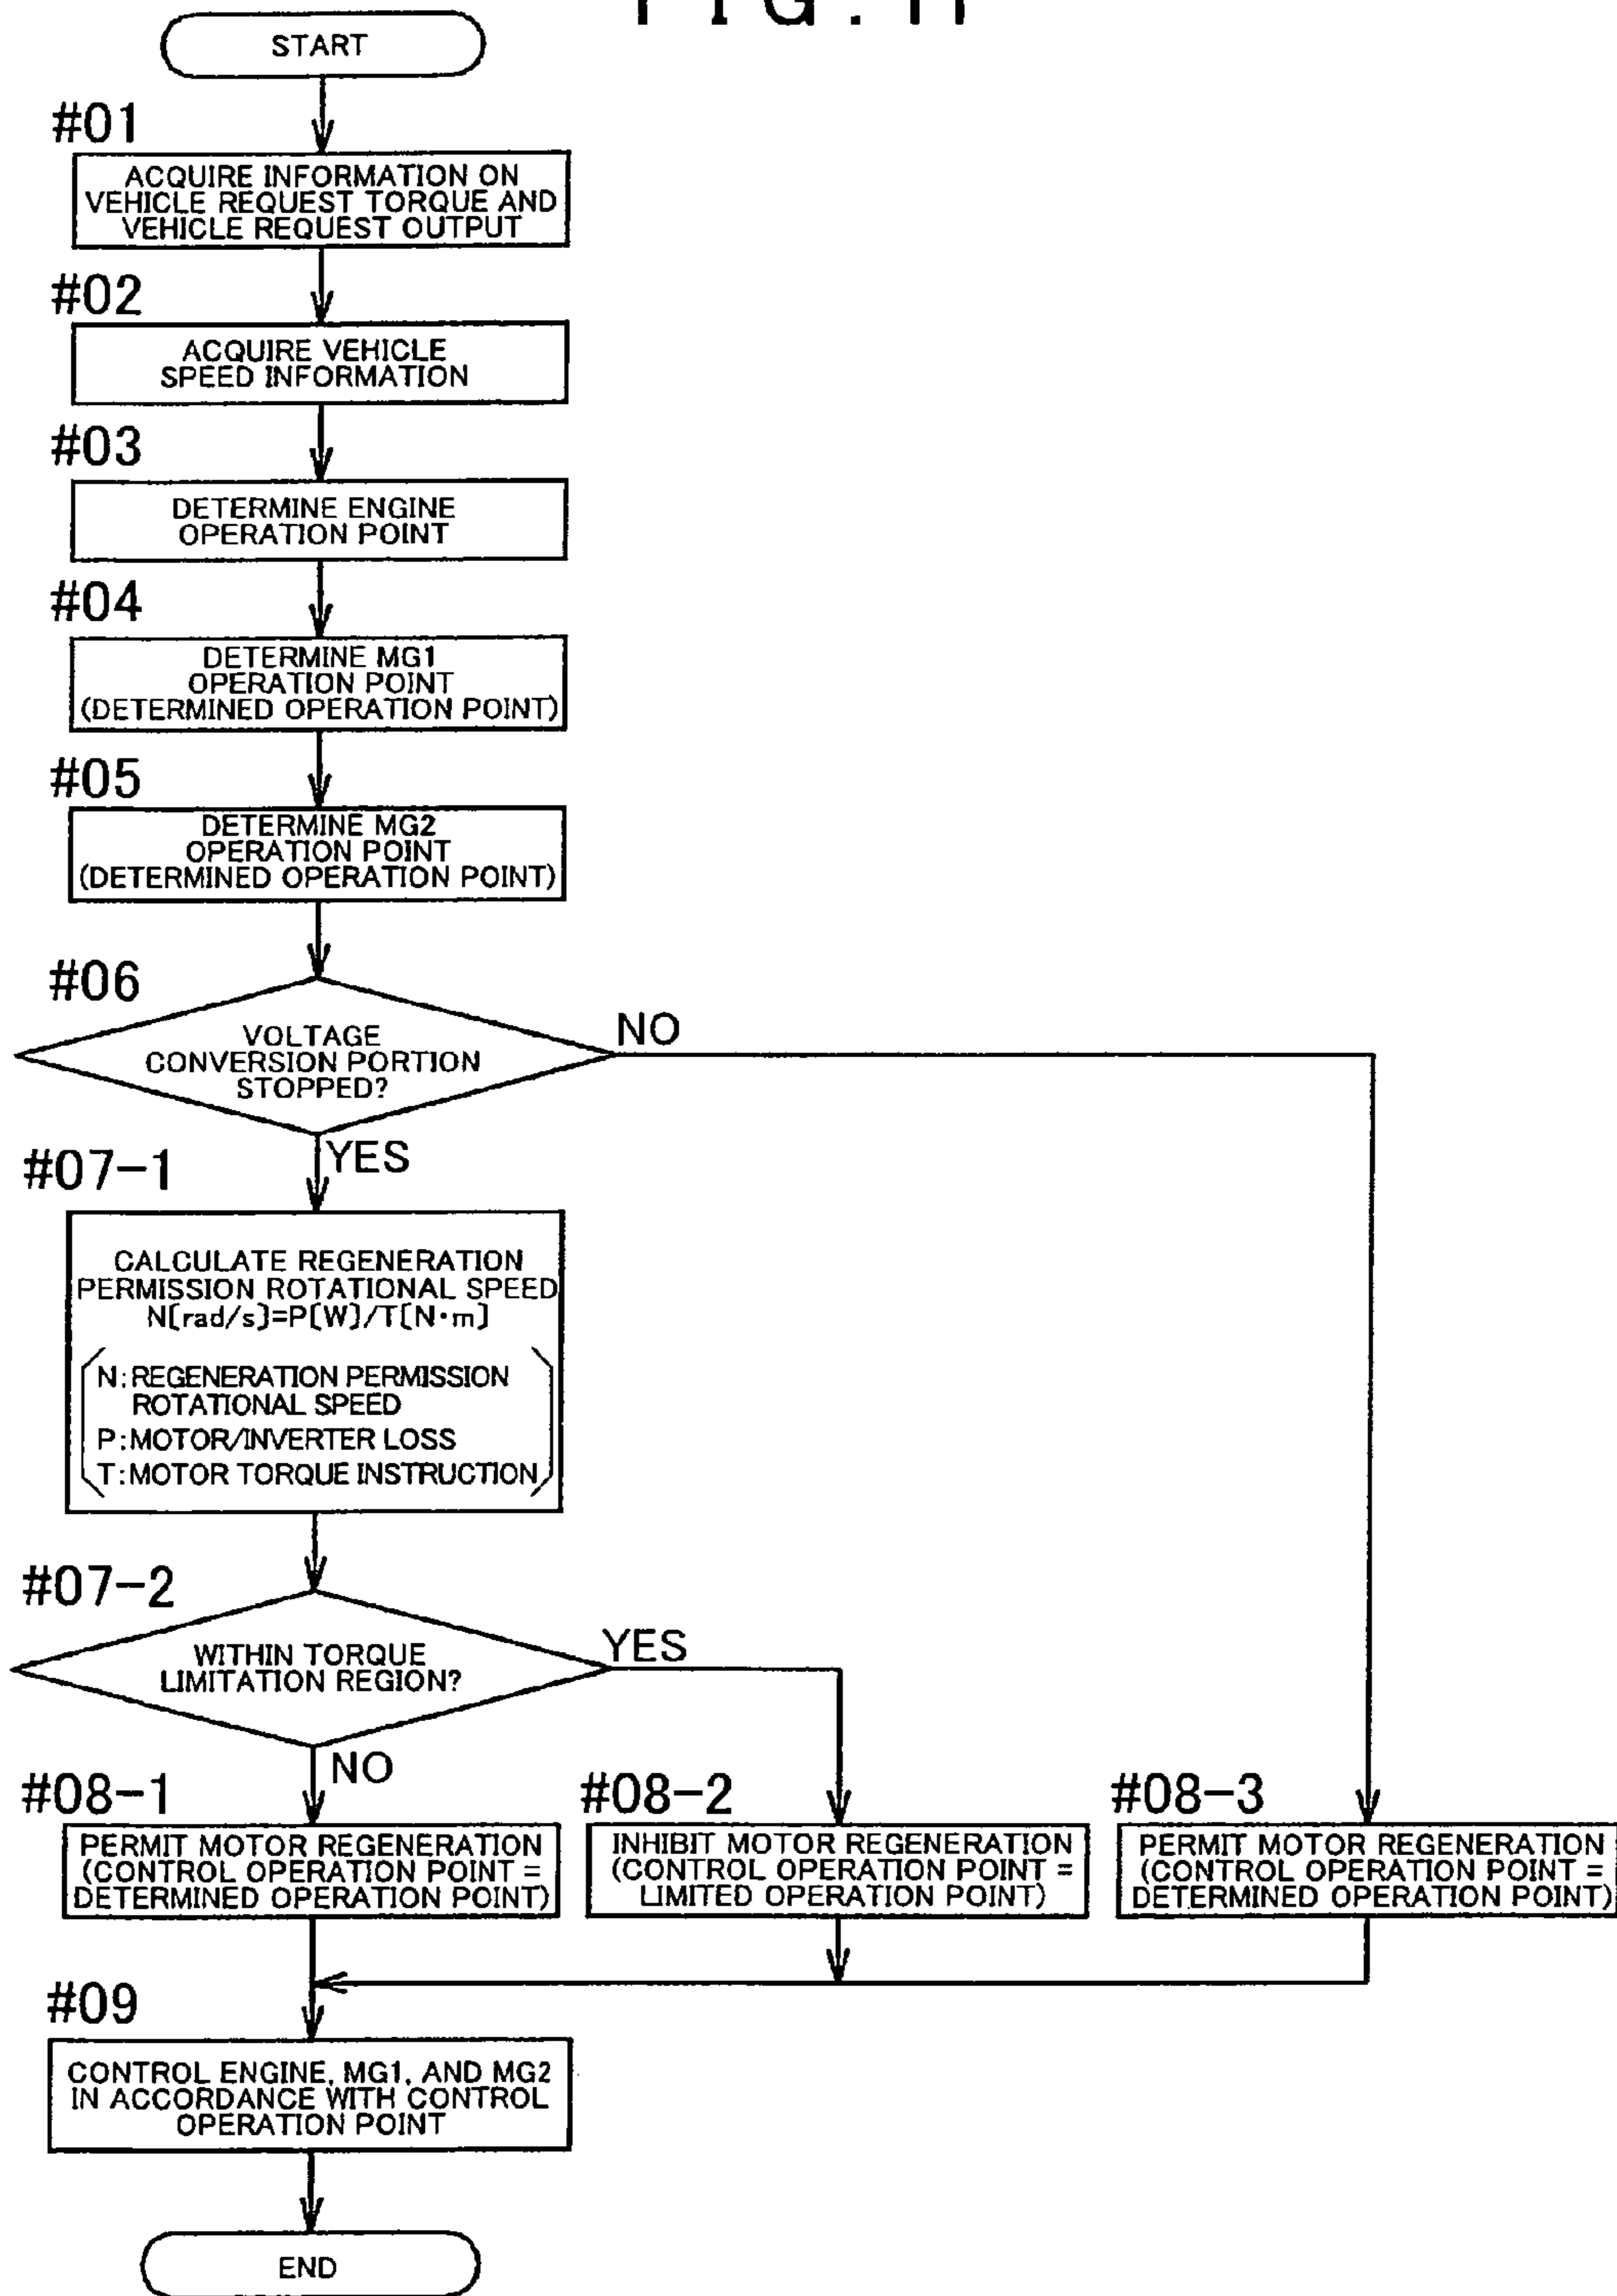 FIG. 11
START
#01
ACQUIRE INFORMATION ON
VEHICLE REQUEST TORQUE AND
VEHICLE REQUEST OUTPUT
#02
ACQUIRE VEHICLE
SPEED INFORMATION
#03
DETERMINE ENGINE
OPERATION POINT
#04
DETERMINE MG1
OPERATION POINT
(DETERMINED OPERATION POINT)
#05
DETERMINE MG2
OPERATION POINT
(DETERMINED OPERATION POINT)
#06
VOLTAGE
CONVERSION PORTION
STOPPED?
NO
YES
#07-1
CALCULATE REGENERATION
PERMISSION ROTATIONAL SPEED
N[rad/s]=P[W]/T[N·m]
N:REGENERATION PERMISSION
ROTATIONAL SPEED
P:MOTOR/INVERTER LOSS
T:MOTOR TORQUE INSTRUCTION
#07-2
WITHIN TORQUE
LIMITATION REGION?
YES
NO
#08-1
PERMIT MOTOR REGENERATION
(CONTROL OPERATION POINT =
DETERMINED OPERATION POINT)
#08-2
INHIBIT MOTOR REGENERATION
(CONTROL OPERATION POINT =
LIMITED OPERATION POINT)
#08-3
PERMIT MOTOR REGENERATION
(CONTROL OPERATION POINT =
DETERMINED OPERATION POINT)
#09
CONTROL ENGINE, MG1, AND MG2
IN ACCORDANCE WITH CONTROL
OPERATION POINT
END